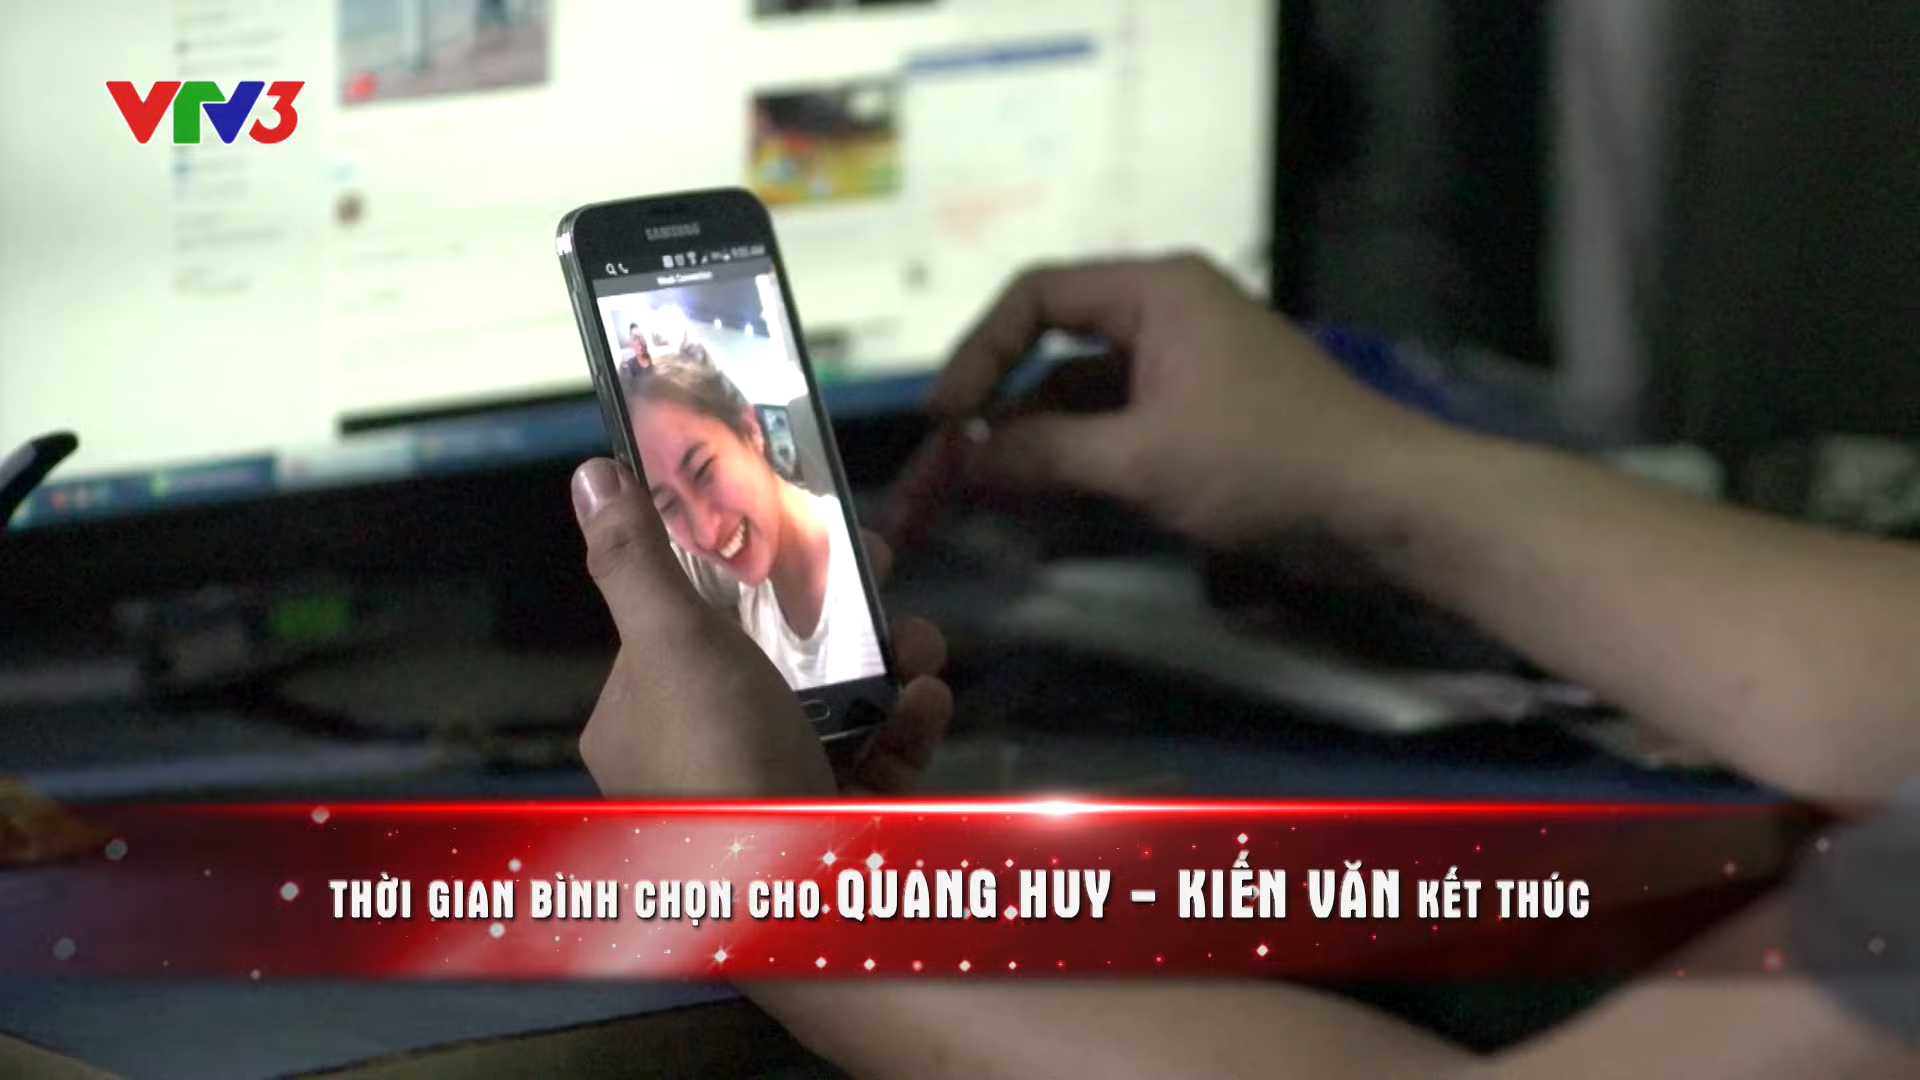 VTV3
SAMSUNG
THỜI GIAN BÌNH CHỌN CHO QUANG HUY – KIẾN VĂN KẾT THÚC